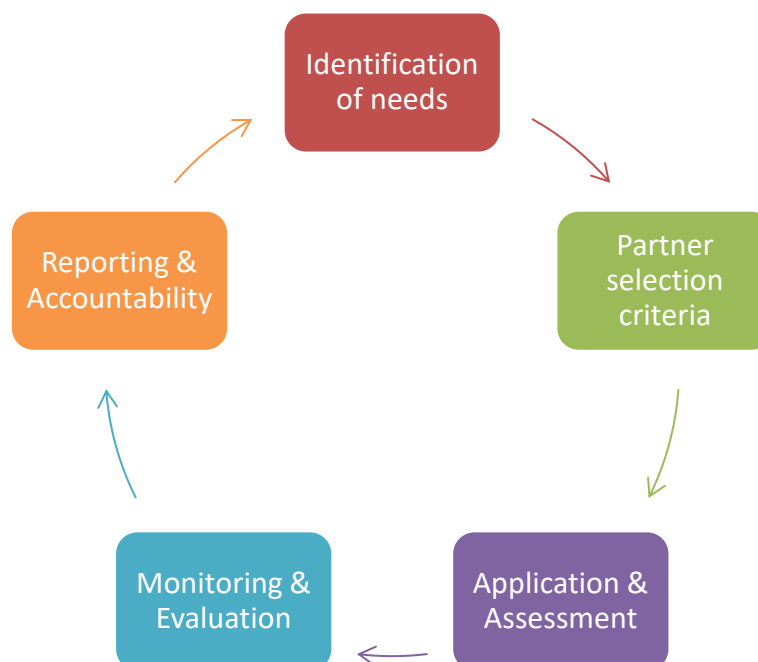 Identification
of needs
Partner
selection
criteria
Application &
Assessment
Monitoring &
Evaluation
Reporting &
Accountability